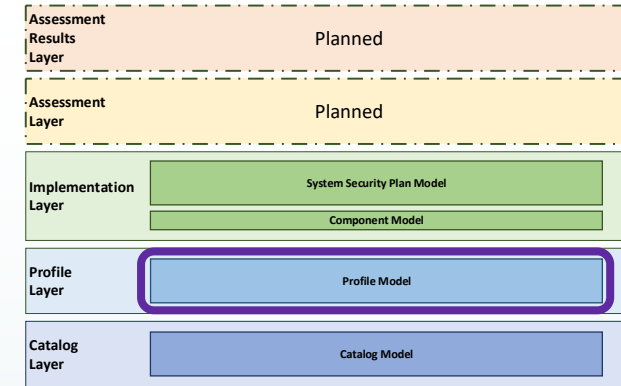 Assessment
Results
Layer
Planned
Assessment
Layer
Planned
Implementation
Layer
System Security Plan Model
Component Model
Profile
Layer
Profile Model
Catalog
Layer
Catalog Model